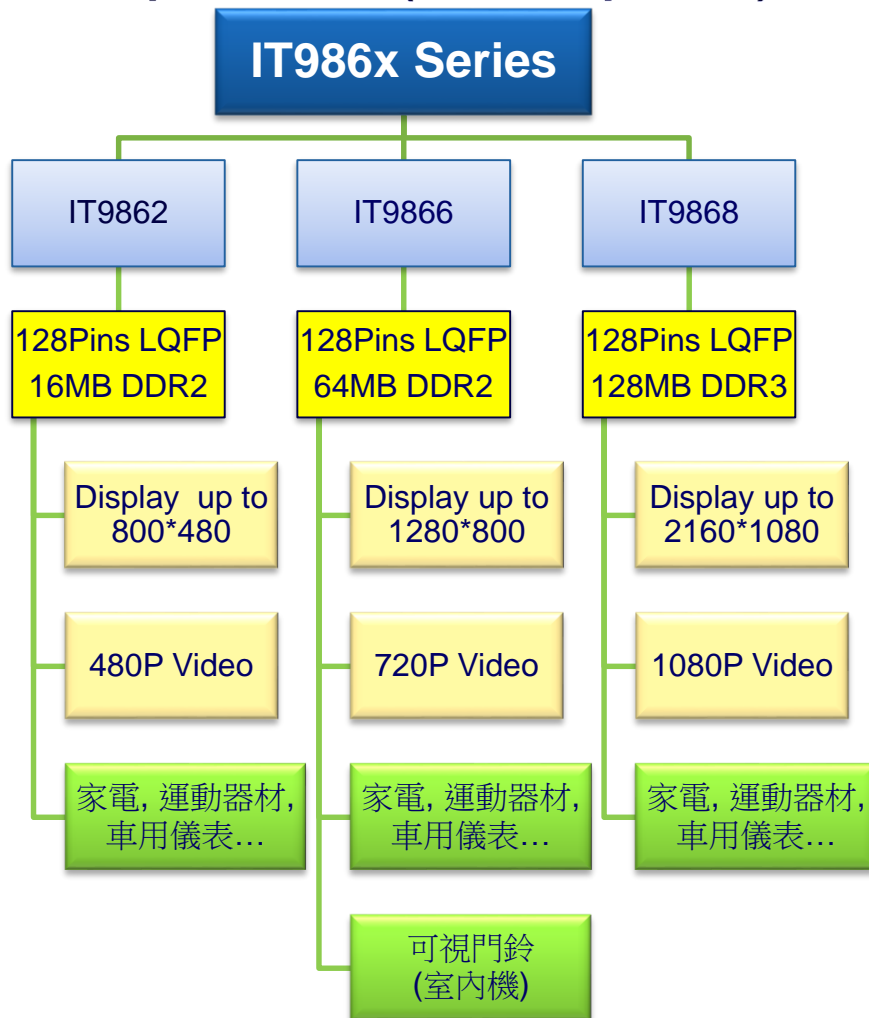 IT986x Series
IT9862
IT9866
IT9868
128Pins LQFP
16MB DDR2
128Pins LQFP
64MB DDR2
128Pins LQFP
128MB DDR3
Display up to
800*480
Display up to
1280*800
Display up to
2160*1080
480P Video
720P Video
1080P Video
家電, 運動器材,
車用儀表…
家電, 運動器材,
車用儀表…
家電, 運動器材,
車用儀表…
可視門鈴
(室內機)